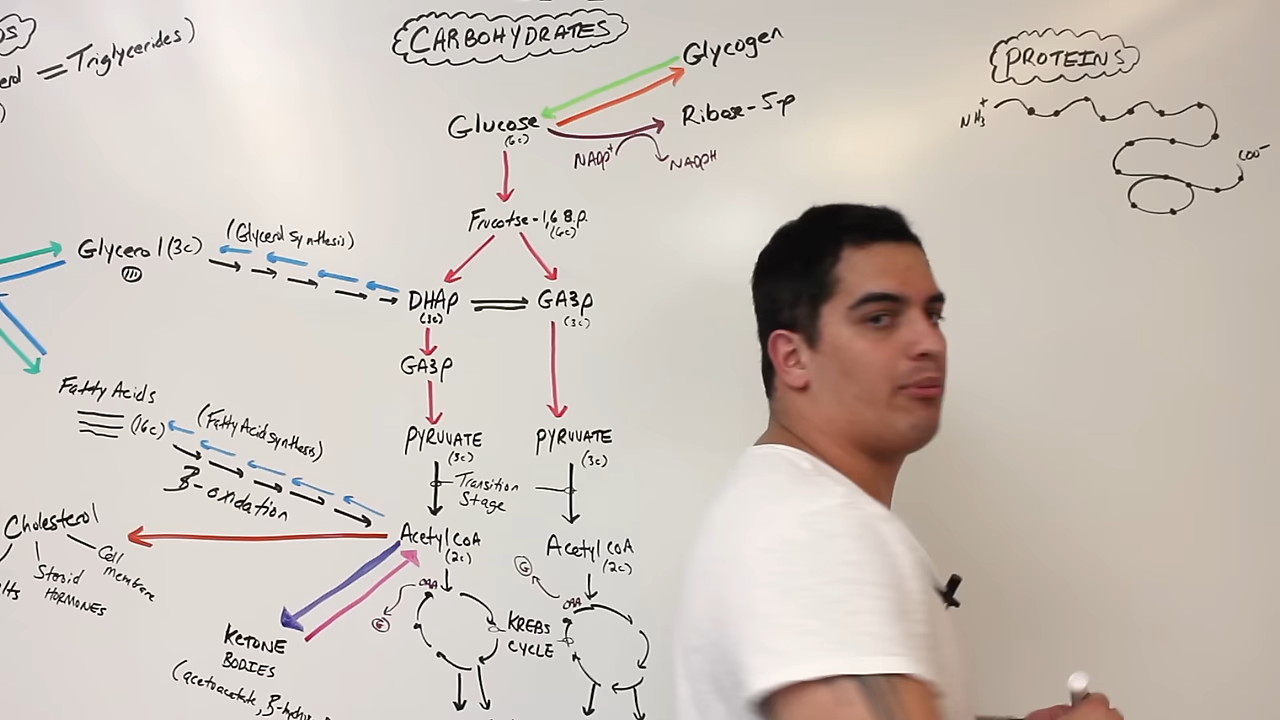 = Triglycerides)
CARBOHYDRATES
Glycogen
PROTEINS
Glucose
(6c)
Ribose-5-p
NADP+
NADPH
NH3+
COO-
Frucotse-1,6 B.p.
(6c)
Glycerol (3c)
(Glycerol Synthesis)
DHAP
(3c)
GA3P
(3c)
GA3P
Fatty Acids
(16c)
(Fatty Acid synthesis)
β-oxidation
PYRUVATE
(3c)
PYRUVATE
(3c)
Transition
Stage
Cholesterol
Cell
membrane
Steroid
HORMONES
Acetyl CoA
(2c)
Acetyl CoA
(2c)
OAA
G
OAA
G
KREBS
CYCLE
KETONE
BODIES
(acetoacetate,